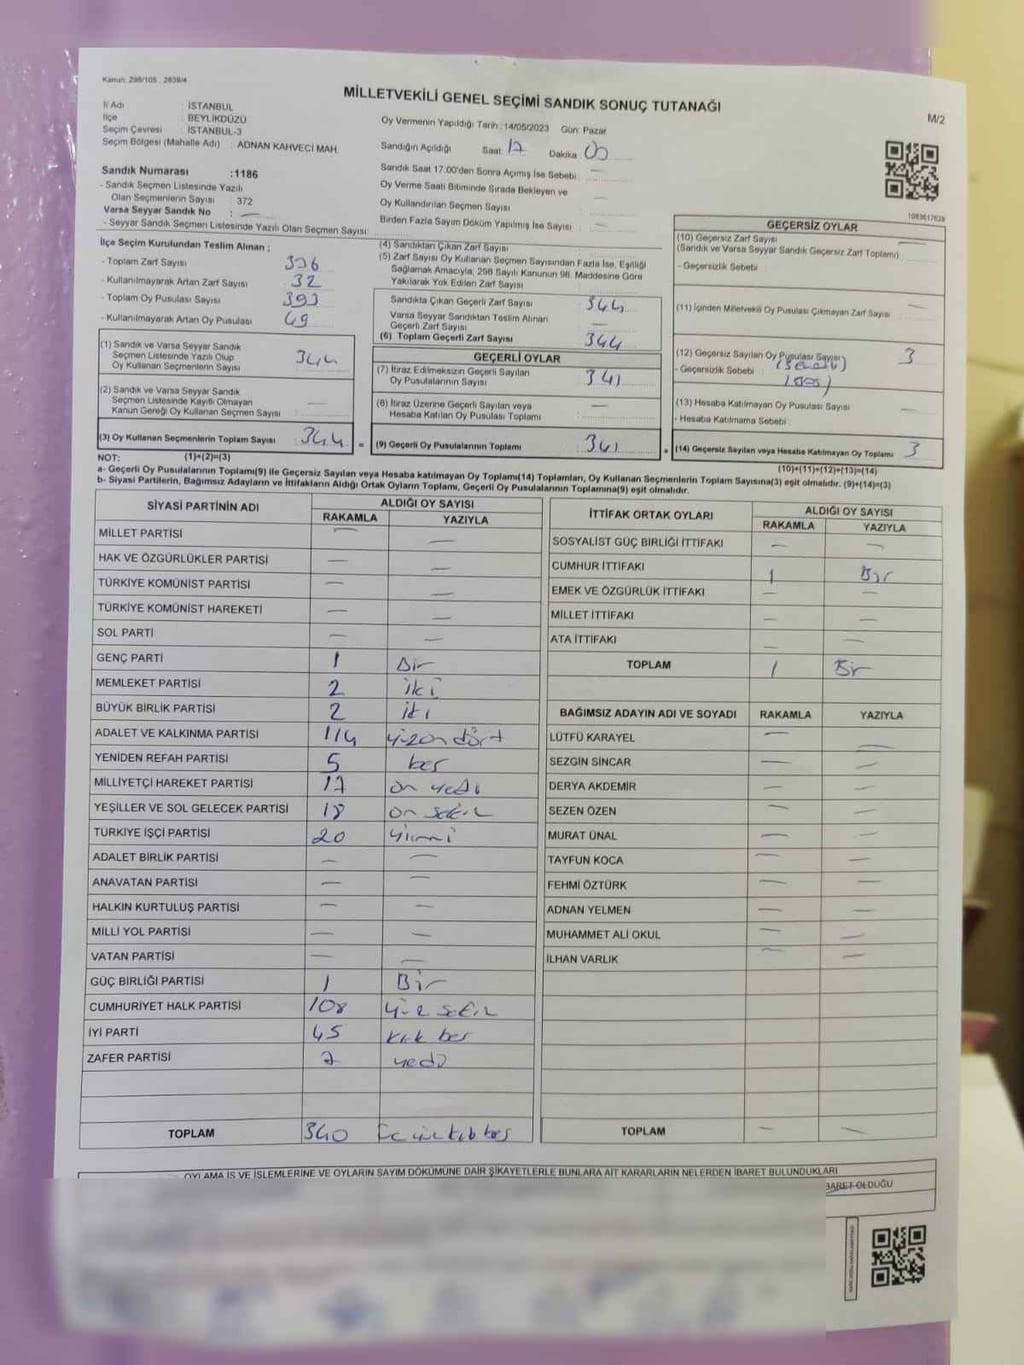 Kanun: 298/105 , 2839/4
MİLLETVEKİLİ GENEL SEÇİMİ SANDIK SONUÇ TUTANAĞI
M/2
İl Adı : İSTANBUL
İlçe : BEYLİKDÜZÜ
Seçim Çevresi : İSTANBUL-3
Seçim Bölgesi (Mahalle Adı) : ADNAN KAHVECİ MAH.
Oy Vermenin Yapıldığı Tarih : 14/05/2023 Gün: Pazar
Sandığın Açıldığı Saat: 17 Dakika 00
Sandık Saat 17:00'den Sonra Açımış İse Sebebi: —
Oy Verme Saati Bitiminde Sırada Bekleyen ve
Oy Kullandırılan Seçmen Sayısı —
Birden Fazla Sayım Döküm Yapılmış İse Sayısı : —
Sandık Numarası :1186
- Sandık Seçmen Listesinde Yazılı
Olan Seçmenlerin Sayısı 372
Varsa Seyyar Sandık No : —
- Seyyar Sandık Seçmen Listesinde Yazılı Olan Seçmen Sayısı:
İlçe Seçim Kurulundan Teslim Alınan ;
- Toplam Zarf Sayısı
- Kullanılmayarak Artan Zarf Sayısı 32
- Toplam Oy Pusulası Sayısı 393
- Kullanılmayarak Artan Oy Pusulası 49
(1) Sandık ve Varsa Seyyar Sandık
Seçmen Listesinde Yazılı Olup
Oy Kullanan Seçmenlerin Sayısı 344
(2) Sandık ve Varsa Seyyar Sandık
Seçmen Listesinde Kayıtlı Olmayan
Kanun Gereği Oy Kullanan Seçmen Sayısı —
(3) Oy Kullanan Seçmenlerin Toplam Sayısı 344
(4) Sandıktan Çıkan Zarf Sayısı
(5) Zarf Sayısı Oy Kullanan Seçmen Sayısından Fazla İse, Eşitliği
Sağlamak Amacıyla, 298 Sayılı Kanunun 98. Maddesine Göre
Yakılarak Yok Edilen Zarf Sayısı
Sandıkta Çıkan Geçerli Zarf Sayısı 344
Varsa Seyyar Sandıktan Teslim Alınan
Geçerli Zarf Sayısı —
(6) Toplam Geçerli Zarf Sayısı 344
GEÇERLİ OYLAR
(7) İtiraz Edilmeksizin Geçerli Sayılan
Oy Pusulalarının Sayısı 341
(8) İtiraz Üzerine Geçerli Sayılan veya
Hesaba Katılan Oy Pusulası Toplamı —
= (9) Geçerli Oy Pusulalarının Toplamı 341
1083617629
GEÇERSİZ OYLAR
(10) Geçersiz Zarf Sayısı
(Sandık ve Varsa Seyyar Sandık Geçersiz Zarf Toplamı) —
- Geçersizlik Sebebi
(11) İçinden Milletvekili Oy Pusulası Çıkmayan Zarf Sayısı —
(12) Geçersiz Sayılan Oy Pusulası Sayısı 3
- Geçersizlik Sebebi :
(13) Hesaba Katılmayan Oy Pusulası Sayısı —
- Hesaba Katılmama Sebebi :
+ (14) Geçersiz Sayılan veya Hesaba Katılmayan Oy Toplamı 3
NOT: (1)+(2)=(3) (10)+(11)+(12)+(13)=(14)
a- Geçerli Oy Pusulalarının Toplamı(9) ile Geçersiz Sayılan veya Hesaba katılmayan Oy Toplamı(14) Toplamları, Oy Kullanan Seçmenlerin Toplam Sayısına(3) eşit olmalıdır. (9)+(14)=(3)
b- Siyasi Partilerin, Bağımsız Adayların ve İttifakların Aldığı Ortak Oyların Toplamı, Geçerli Oy Pusulalarının Toplamına(9) eşit olmalıdır.
SİYASİ PARTİNİN ADI ALDIĞI OY SAYISI
RAKAMLA YAZIYLA
MİLLET PARTİSİ — —
HAK VE ÖZGÜRLÜKLER PARTİSİ — —
TÜRKİYE KOMÜNİST PARTİSİ — —
TÜRKİYE KOMÜNİST HAREKETİ — —
SOL PARTİ — —
GENÇ PARTİ 1 Bir
MEMLEKET PARTİSİ 2 iki
BÜYÜK BİRLİK PARTİSİ 2 iki
ADALET VE KALKINMA PARTİSİ 114 yüzon dört
YENİDEN REFAH PARTİSİ 5 beş
MİLLİYETÇİ HAREKET PARTİSİ 17 on yedi
YEŞİLLER VE SOL GELECEK PARTİSİ 18 on sekiz
TÜRKİYE İŞÇİ PARTİSİ 20 yirmi
ADALET BİRLİK PARTİSİ — —
ANAVATAN PARTİSİ — —
HALKIN KURTULUŞ PARTİSİ — —
MİLLİ YOL PARTİSİ — —
VATAN PARTİSİ — —
GÜÇ BİRLİĞİ PARTİSİ 1 Bir
CUMHURİYET HALK PARTİSİ 108 yüz sekiz
İYİ PARTİ 45 kırk beş
ZAFER PARTİSİ 7 yedi
TOPLAM 340
İTTİFAK ORTAK OYLARI ALDIĞI OY SAYISI
RAKAMLA YAZIYLA
SOSYALİST GÜÇ BİRLİĞİ İTTİFAKI — —
CUMHUR İTTİFAKI 1 Bir
EMEK VE ÖZGÜRLÜK İTTİFAKI — —
MİLLET İTTİFAKI — —
ATA İTTİFAKI — —
TOPLAM 1 Bir
BAĞIMSIZ ADAYIN ADI VE SOYADI RAKAMLA YAZIYLA
LÜTFÜ KARAYEL — —
SEZGİN SİNCAR — —
DERYA AKDEMİR — —
SEZEN ÖZEN — —
MURAT ÜNAL — —
TAYFUN KOCA — —
FEHMİ ÖZTÜRK — —
ADNAN YELMEN — —
MUHAMMET ALİ OKUL — —
İLHAN VARLIK — —
TOPLAM — —
OYLAMA İŞ VE İŞLEMLERİNE VE OYLARIN SAYIM DÖKÜMÜNE DAİR ŞİKAYETLERLE BUNLARA AİT KARARLARIN NELERDEN İBARET BULUNDUKLARI
BARET OLDUĞU